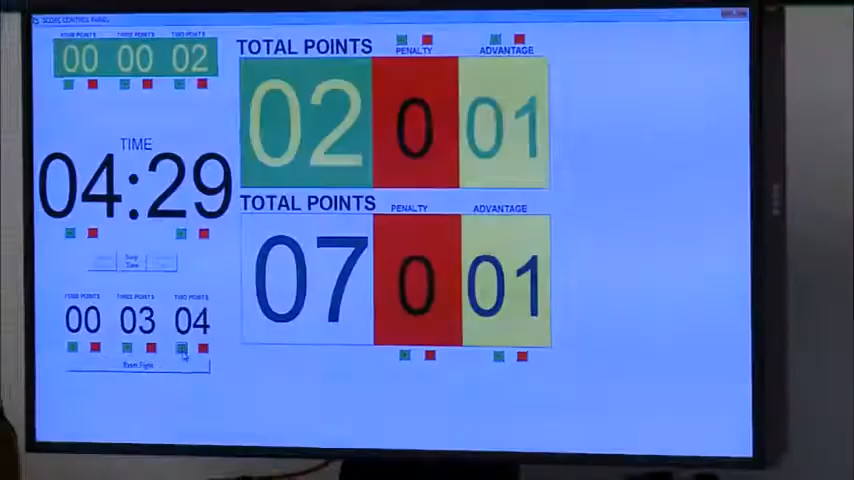 SCORE CONTROL PANEL
FOUR POINTS THREE POINTS TWO POINTS
00 00 02
TOTAL POINTS PENALTY ADVANTAGE
02 0 01
TIME
04:29
TOTAL POINTS PENALTY ADVANTAGE
07 0 01
Stop
Time
FOUR POINTS THREE POINTS TWO POINTS
00 03 04
Reset Fight